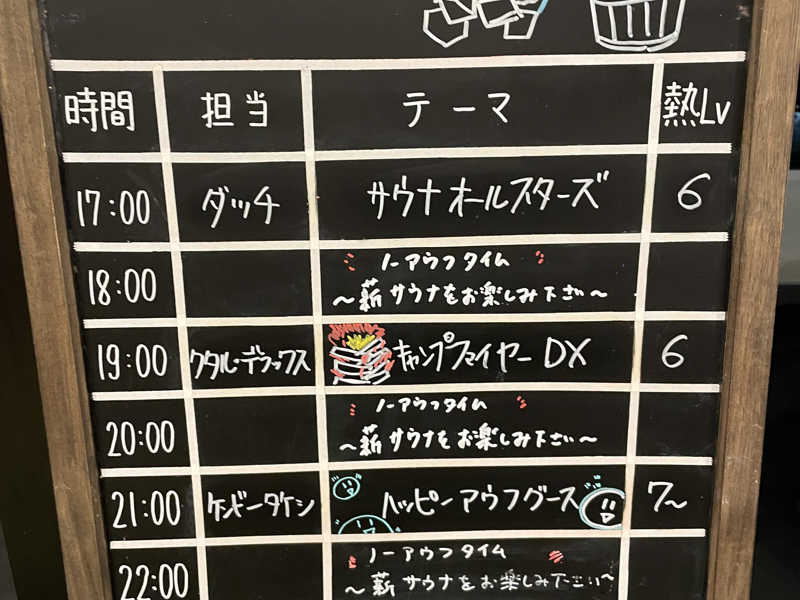 時間 担当 テーマ 熱Lv
17:00 ダッチ サウナオールスターズ 6
18:00 ノーアウフタイム
〜薪サウナをお楽しみ下さい〜
19:00 クタル・デラックス キャンプファイヤーDX 6
20:00 ノーアウフタイム
〜薪サウナをお楽しみ下さい〜
21:00 ケンドータケシ ハッピーアウフグース 7〜
22:00 ノーアウフタイム
〜薪サウナをお楽しみ下さい〜